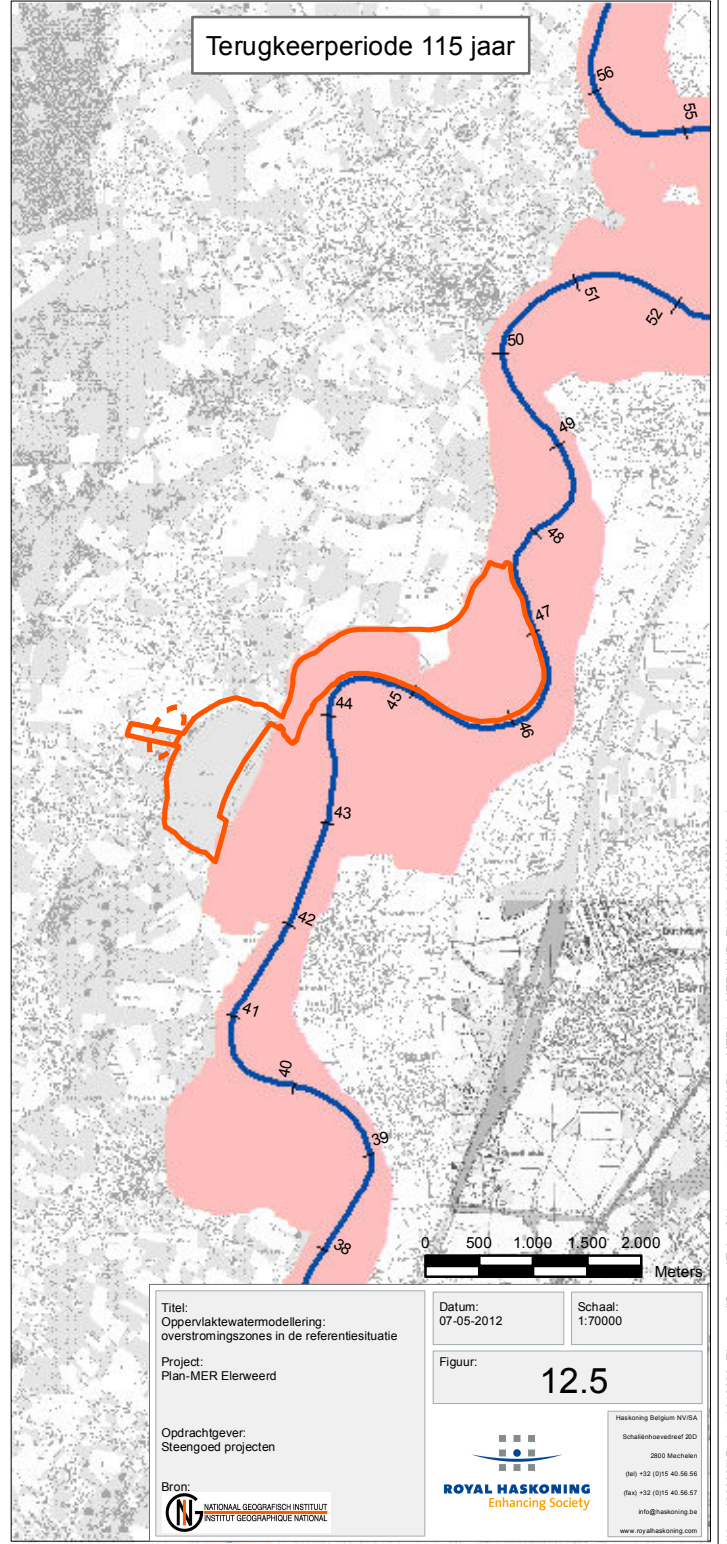 Terugkeerperiode 115 jaar
56
55
51
52
50
49
48
47
44
45
46
43
42
41
40
39
38
0 500 1.000 1.500 2.000
Meters
Titel:
Oppervlaktewatermodellering:
overstromingszones in de referentiesituatie
Project:
Plan-MER Elerweerd
Opdrachtgever:
Steengoed projecten
Bron:
NATIONAAL GEOGRAFISCH INSTITUUT
INSTITUT GEOGRAPHIQUE NATIONAL
Datum:
07-05-2012
Schaal:
1:70000
Figuur:
12.5
ROYAL HASKONING
Enhancing Society
Haskoning Belgium NV/SA
Schaliënhoevedreef 20D
2800 Mechelen
(tel) +32 (0)15 40.56.56
(fax) +32 (0)15 40.56.57
info@haskoning.be
www.royalhaskoning.com